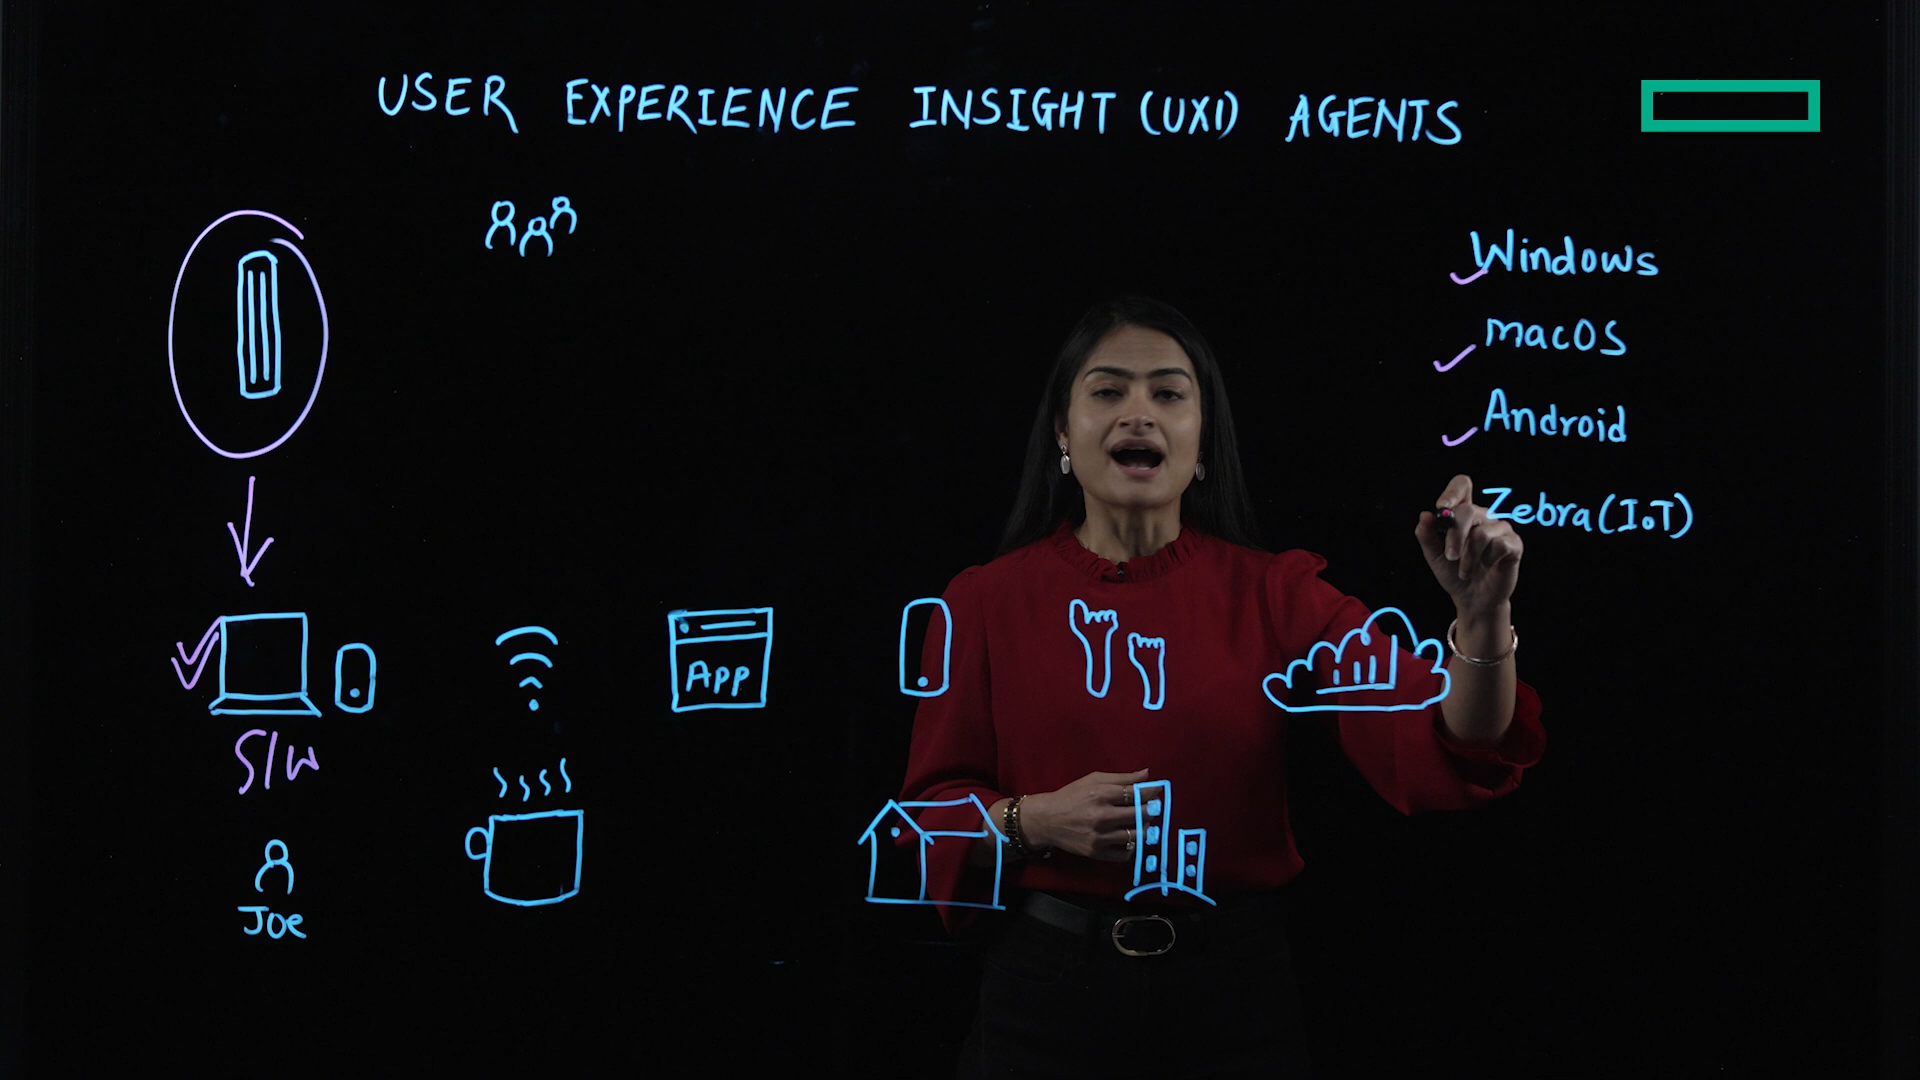 USER EXPERIENCE INSIGHT (UXI) AGENTS
Windows
macOS
Android
Zebra (IoT)
App
S/W
JOE